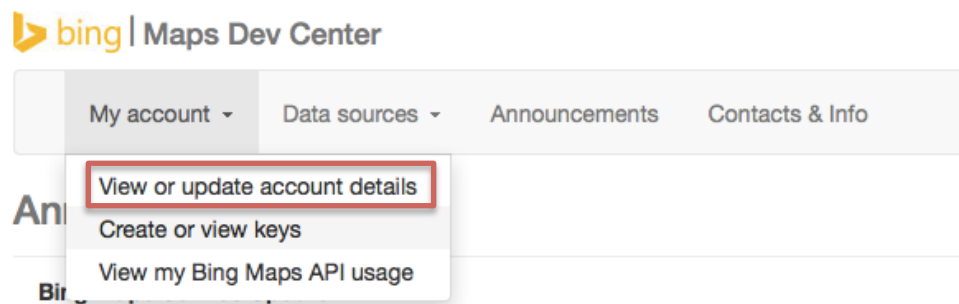 bing | Maps Dev Center
My account Data sources Announcements Contacts & Info
View or update account details
Create or view keys
View my Bing Maps API usage